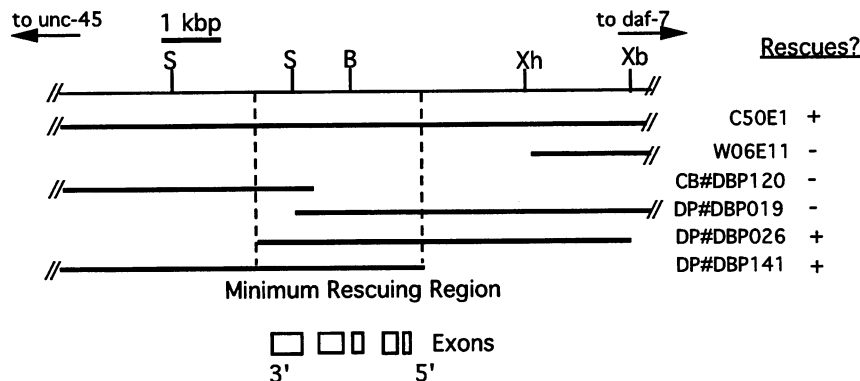 to unc-45
1 kbp
to daf-7
Rescues?
S
S
B
Xh
Xb
C50E1 +
W06E11 -
CB#DBP120 -
DP#DBP019 -
DP#DBP026 +
DP#DBP141 +
Minimum Rescuing Region
Exons
3'
5'